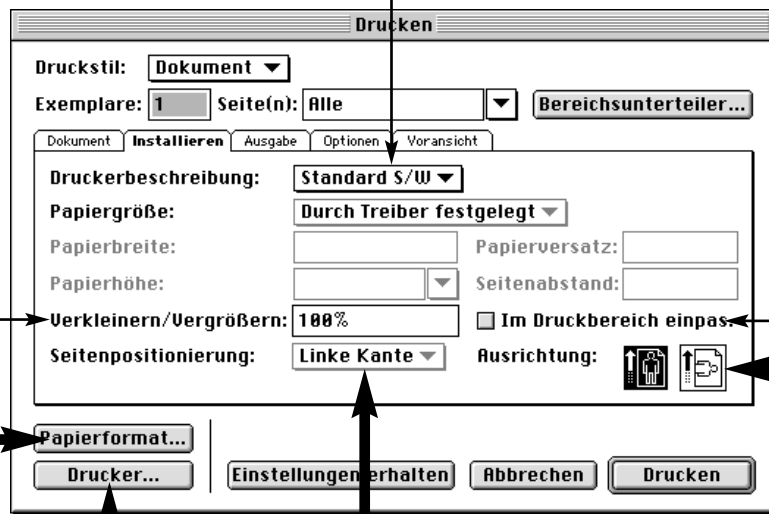 Drucken
Druckstil: Dokument
Exemplare: 1 Seite(n): Alle Bereichsunterteiler...
Dokument Installieren Ausgabe Optionen Voransicht
Druckerbeschreibung: Standard S/W
Papiergröße: Durch Treiber festgelegt
Papierbreite: Papierversatz:
Papierhöhe: Seitenabstand:
Verkleinern/Vergrößern: 100% Im Druckbereich einpas
Seitenpositionierung: Linke Kante Ausrichtung:
Papierformat...
Drucker... Einstellungen erhalten Abbrechen Drucken